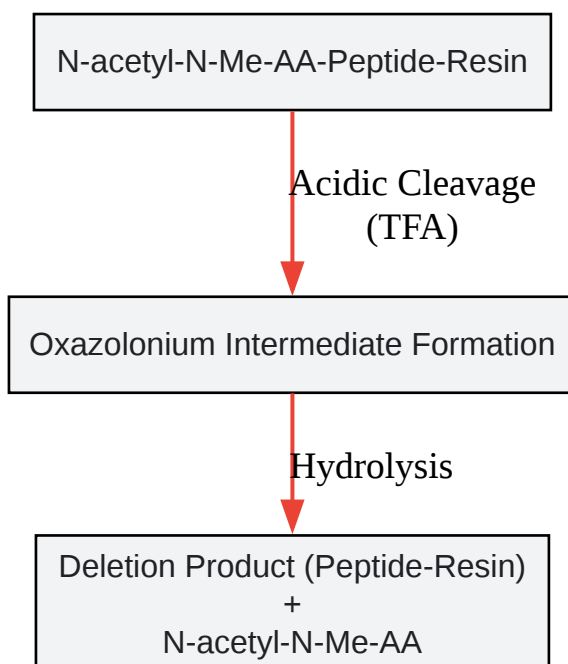 N-acetyl-N-Me-AA-Peptide-Resin
Acidic Cleavage
(TFA)
Oxazolonium Intermediate Formation
Hydrolysis
Deletion Product (Peptide-Resin)
+
N-acetyl-N-Me-AA